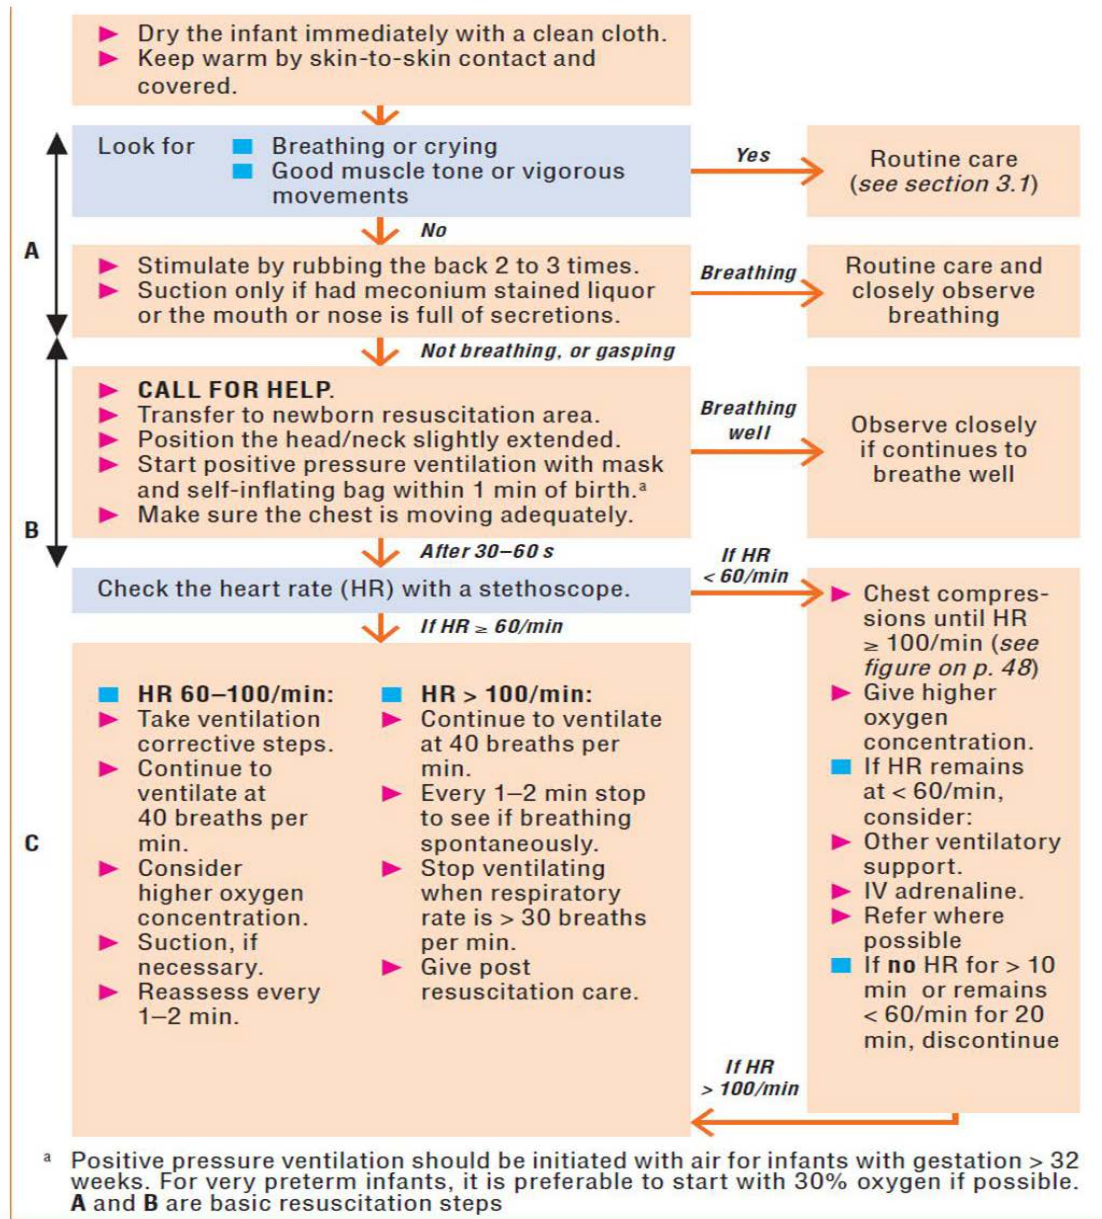 Dry the infant immediately with a clean cloth.
Keep warm by skin-to-skin contact and
covered.
Look for
Breathing or crying
Good muscle tone or vigorous
movements
Yes
Routine care
(see section 3.1)
No
A
Stimulate by rubbing the back 2 to 3 times.
Suction only if had meconium stained liquor
or the mouth or nose is full of secretions.
Breathing
Routine care and
closely observe
breathing
Not breathing, or gasping
CALL FOR HELP.
Transfer to newborn resuscitation area.
Position the head/neck slightly extended.
Start positive pressure ventilation with mask
and self-inflating bag within 1 min of birth.ᵃ
Make sure the chest is moving adequately.
Breathing
well
Observe closely
if continues to
breathe well
B
After 30–60 s
Check the heart rate (HR) with a stethoscope.
If HR
< 60/min
If HR ≥ 60/min
C
HR 60–100/min:
Take ventilation
corrective steps.
Continue to
ventilate at
40 breaths per
min.
Consider
higher oxygen
concentration.
Suction, if
necessary.
Reassess every
1–2 min.
HR > 100/min:
Continue to ventilate
at 40 breaths per
min.
Every 1–2 min stop
to see if breathing
spontaneously.
Stop ventilating
when respiratory
rate is > 30 breaths
per min.
Give post
resuscitation care.
Chest compres-
sions until HR
≥ 100/min (see
figure on p. 48)
Give higher
oxygen
concentration.
If HR remains
at < 60/min,
consider:
Other ventilatory
support.
IV adrenaline.
Refer where
possible
If no HR for > 10
min or remains
< 60/min for 20
min, discontinue
If HR
> 100/min
ᵃ Positive pressure ventilation should be initiated with air for infants with gestation > 32
weeks. For very preterm infants, it is preferable to start with 30% oxygen if possible.
A and B are basic resuscitation steps